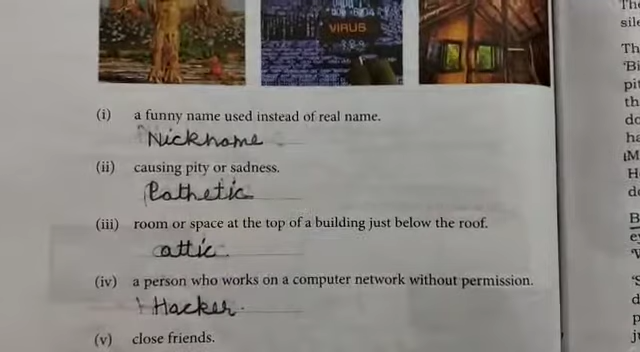 VIRUS
(i) a funny name used instead of real name.
Nickname
(ii) causing pity or sadness.
Pathetic
(iii) room or space at the top of a building just below the roof.
attic.
(iv) a person who works on a computer network without permission.
Hacker.
(v) close friends.